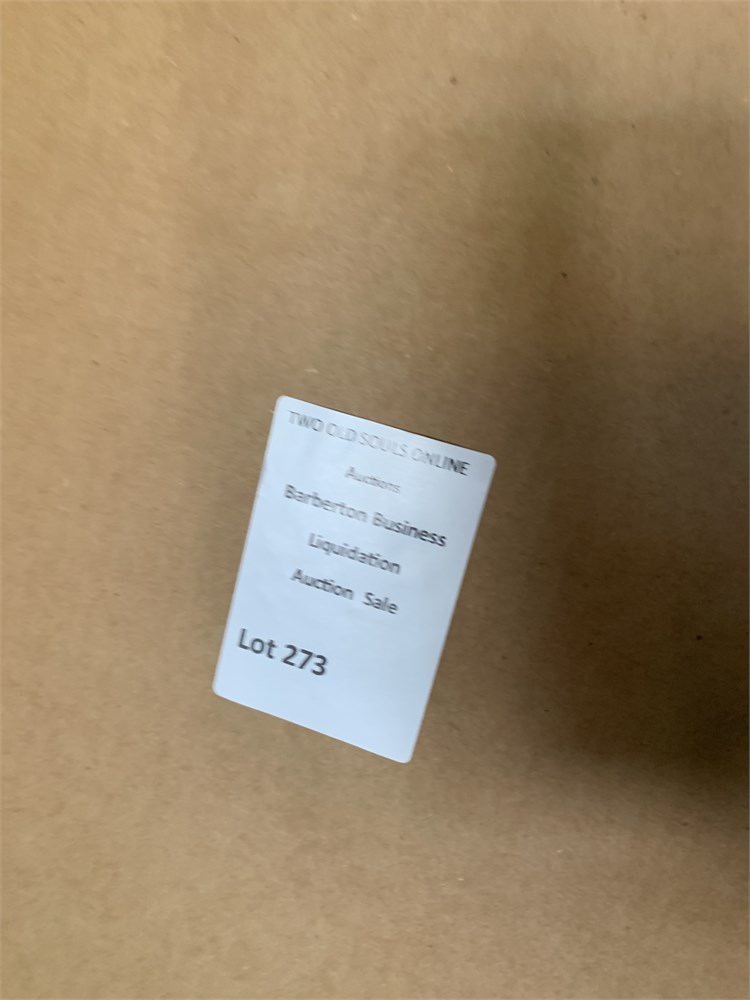 TWO OLD SOULS ONLINE
Auctions
Barberton Business
Liquidation
Auction Sale
Lot 273